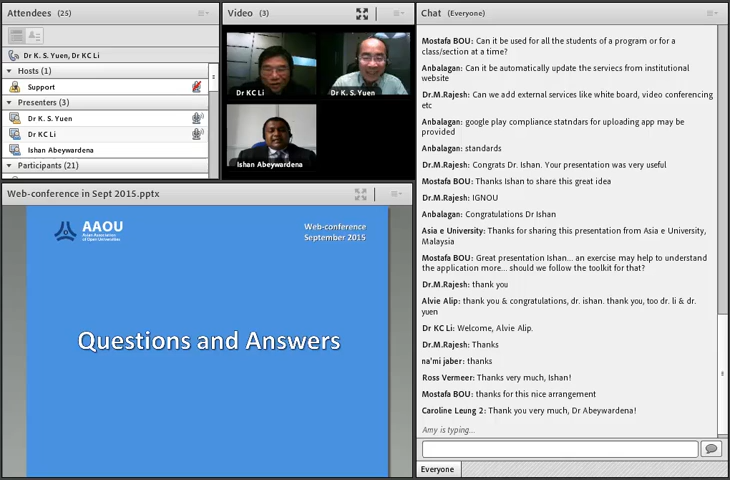 Attendees (25)
Dr K. S. Yuen, Dr KC Li
Hosts (1)
Support
Presenters (3)
Dr K. S. Yuen
Dr KC Li
Ishan Abeywardena
Participants (21)
Video (3)
Dr KC Li
Dr K. S. Yuen
Ishan Abeywardena
Web-conference in Sept 2015.pptx
AAOU
Asian Association
of Open Universities
Web-conference
September 2015
Questions and Answers
Chat (Everyone)
Mostafa BOU: Can it be used for all the students of a program or for a
class/section at a time?
Anbalagan: Can it be automatically update the serviecs from institutional
website
Dr.M.Rajesh: Can we add external services like white board, video conferencing
etc
Anbalagan: google play compliance statndars for uploading app may be
provided
Anbalagan: standards
Dr.M.Rajesh: Congrats Dr. Ishan. Your presentation was very useful
Mostafa BOU: Thanks Ishan to share this great idea
Dr.M.Rajesh: IGNOU
Anbalagan: Congratulations Dr Ishan
Asia e University: Thanks for sharing this presentation from Asia e University,
Malaysia
Mostafa BOU: Great presentation Ishan... an exercise may help to understand
the application more... should we follow the toolkit for that?
Dr.M.Rajesh: thank you
Alvie Alip: thank you & congratulations, dr. ishan. thank you, too dr. li & dr.
yuen
Dr KC Li: Welcome, Alvie Alip.
Dr.M.Rajesh: Thanks
na'mi jaber: thanks
Ross Vermeer: Thanks very much, Ishan!
Mostafa BOU: thanks for this nice arrangement
Caroline Leung 2: Thank you very much, Dr Abeywardena!
Amy is typing...
Everyone